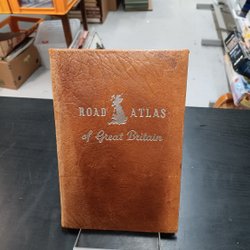 ROAD ATLAS
of Great Britain